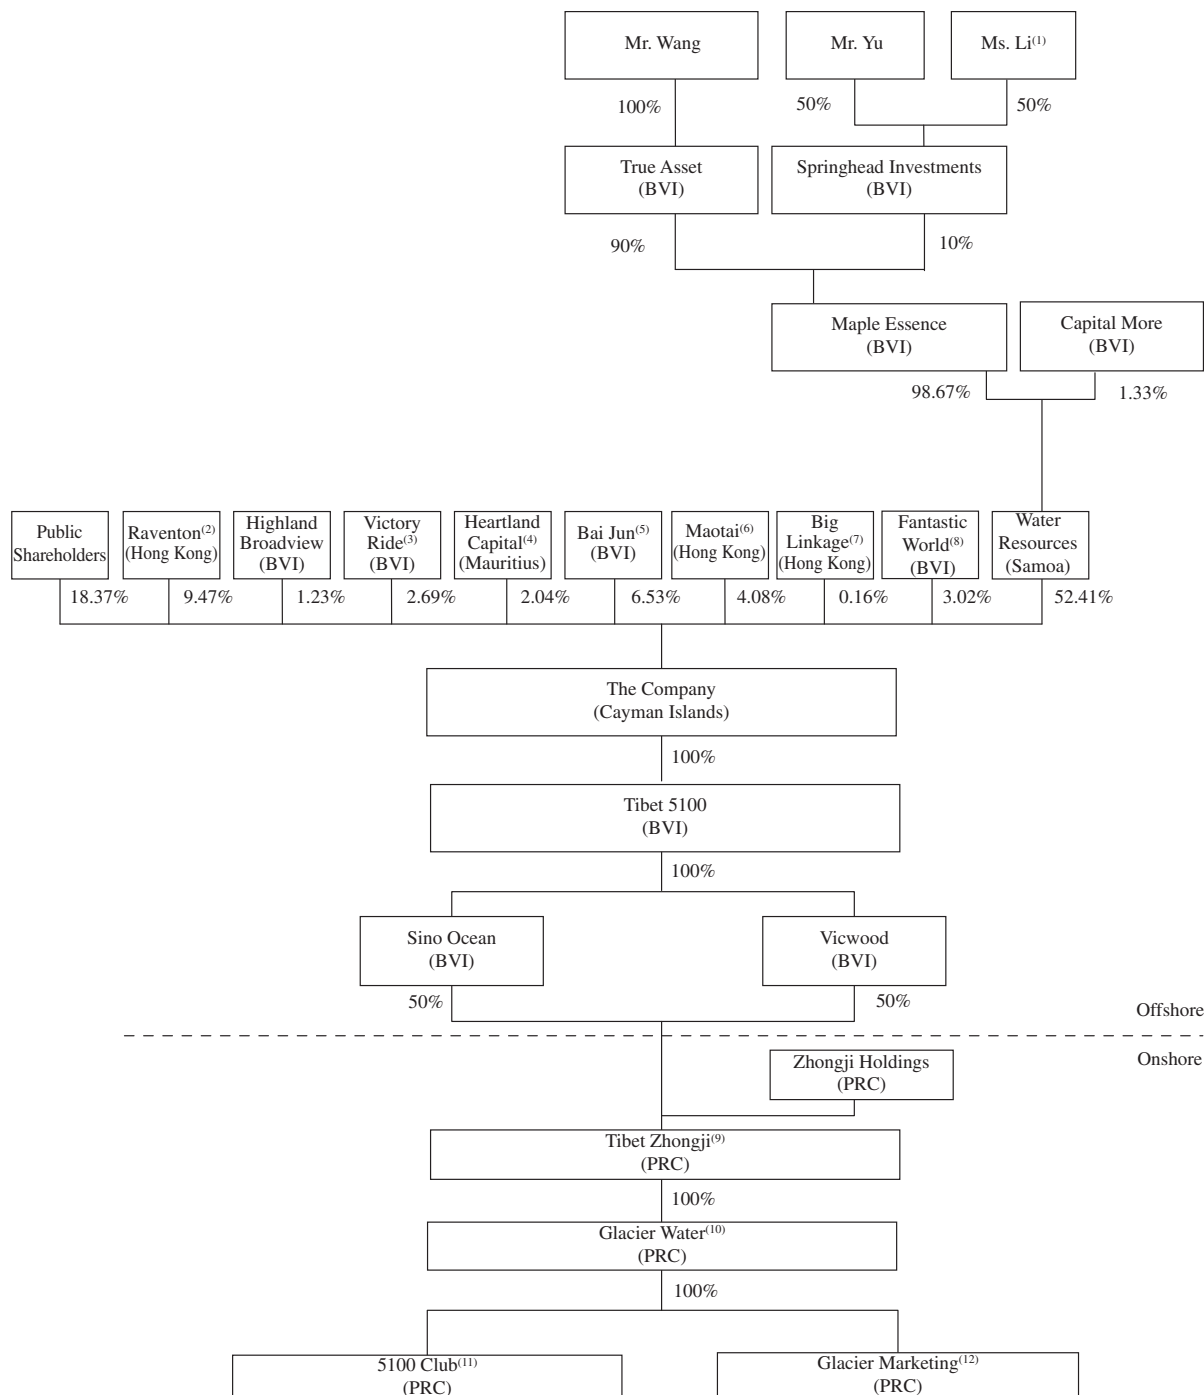 Mr. Wang
Mr. Yu
Ms. Li(1)
100%
50%
50%
True Asset
(BVI)
Springhead Investments
(BVI)
90%
10%
Maple Essence
(BVI)
Capital More
(BVI)
98.67%
1.33%
Public
Shareholders
Raventon(2)
(Hong Kong)
Highland
Broadview
(BVI)
Victory
Ride(3)
(BVI)
Heartland
Capital(4)
(Mauritius)
Bai Jun(5)
(BVI)
Maotai(6)
(Hong Kong)
Big
Linkage(7)
(Hong Kong)
Fantastic
World(8)
(BVI)
Water
Resources
(Samoa)
18.37%
9.47%
1.23%
2.69%
2.04%
6.53%
4.08%
0.16%
3.02%
52.41%
The Company
(Cayman Islands)
100%
Tibet 5100
(BVI)
100%
Sino Ocean
(BVI)
Vicwood
(BVI)
50%
50%
Offshore
Onshore
Zhongji Holdings
(PRC)
Tibet Zhongji(9)
(PRC)
100%
Glacier Water(10)
(PRC)
100%
5100 Club(11)
(PRC)
Glacier Marketing(12)
(PRC)